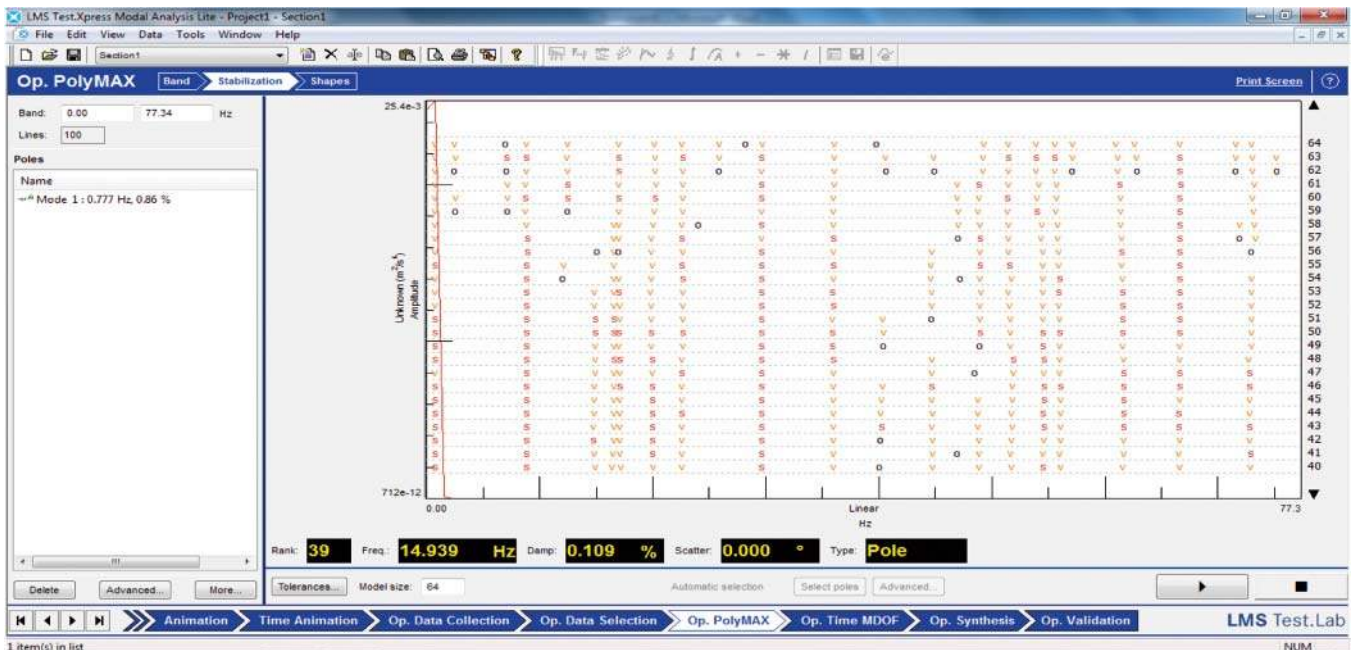 LMS Test.Xpress Modal Analysis Lite - Project1 - Section1
File Edit View Data Tools Window Help
Section1
Op. PolyMAX Band Stabilization Shapes Print Screen
Band: 0.00 77.34 Hz
Lines: 100
Poles
Name
Mode 1 : 0.777 Hz, 0.86 %
25.4e-3
Unknown (m²/s⁴)
Amplitude
712e-12
64
63
62
61
60
59
58
57
56
55
54
53
52
51
50
49
48
47
46
45
44
43
42
41
40
0.00 Linear 77.3
Hz
Rank: 39 Freq.: 14.939 Hz Damp: 0.109 % Scatter: 0.000 ° Type: Pole
Delete Advanced... More... Tolerances... Model size: 64 Automatic selection Select poles Advanced...
Animation Time Animation Op. Data Collection Op. Data Selection Op. PolyMAX Op. Time MDOF Op. Synthesis Op. Validation LMS Test.Lab
1 item(s) in list NUM